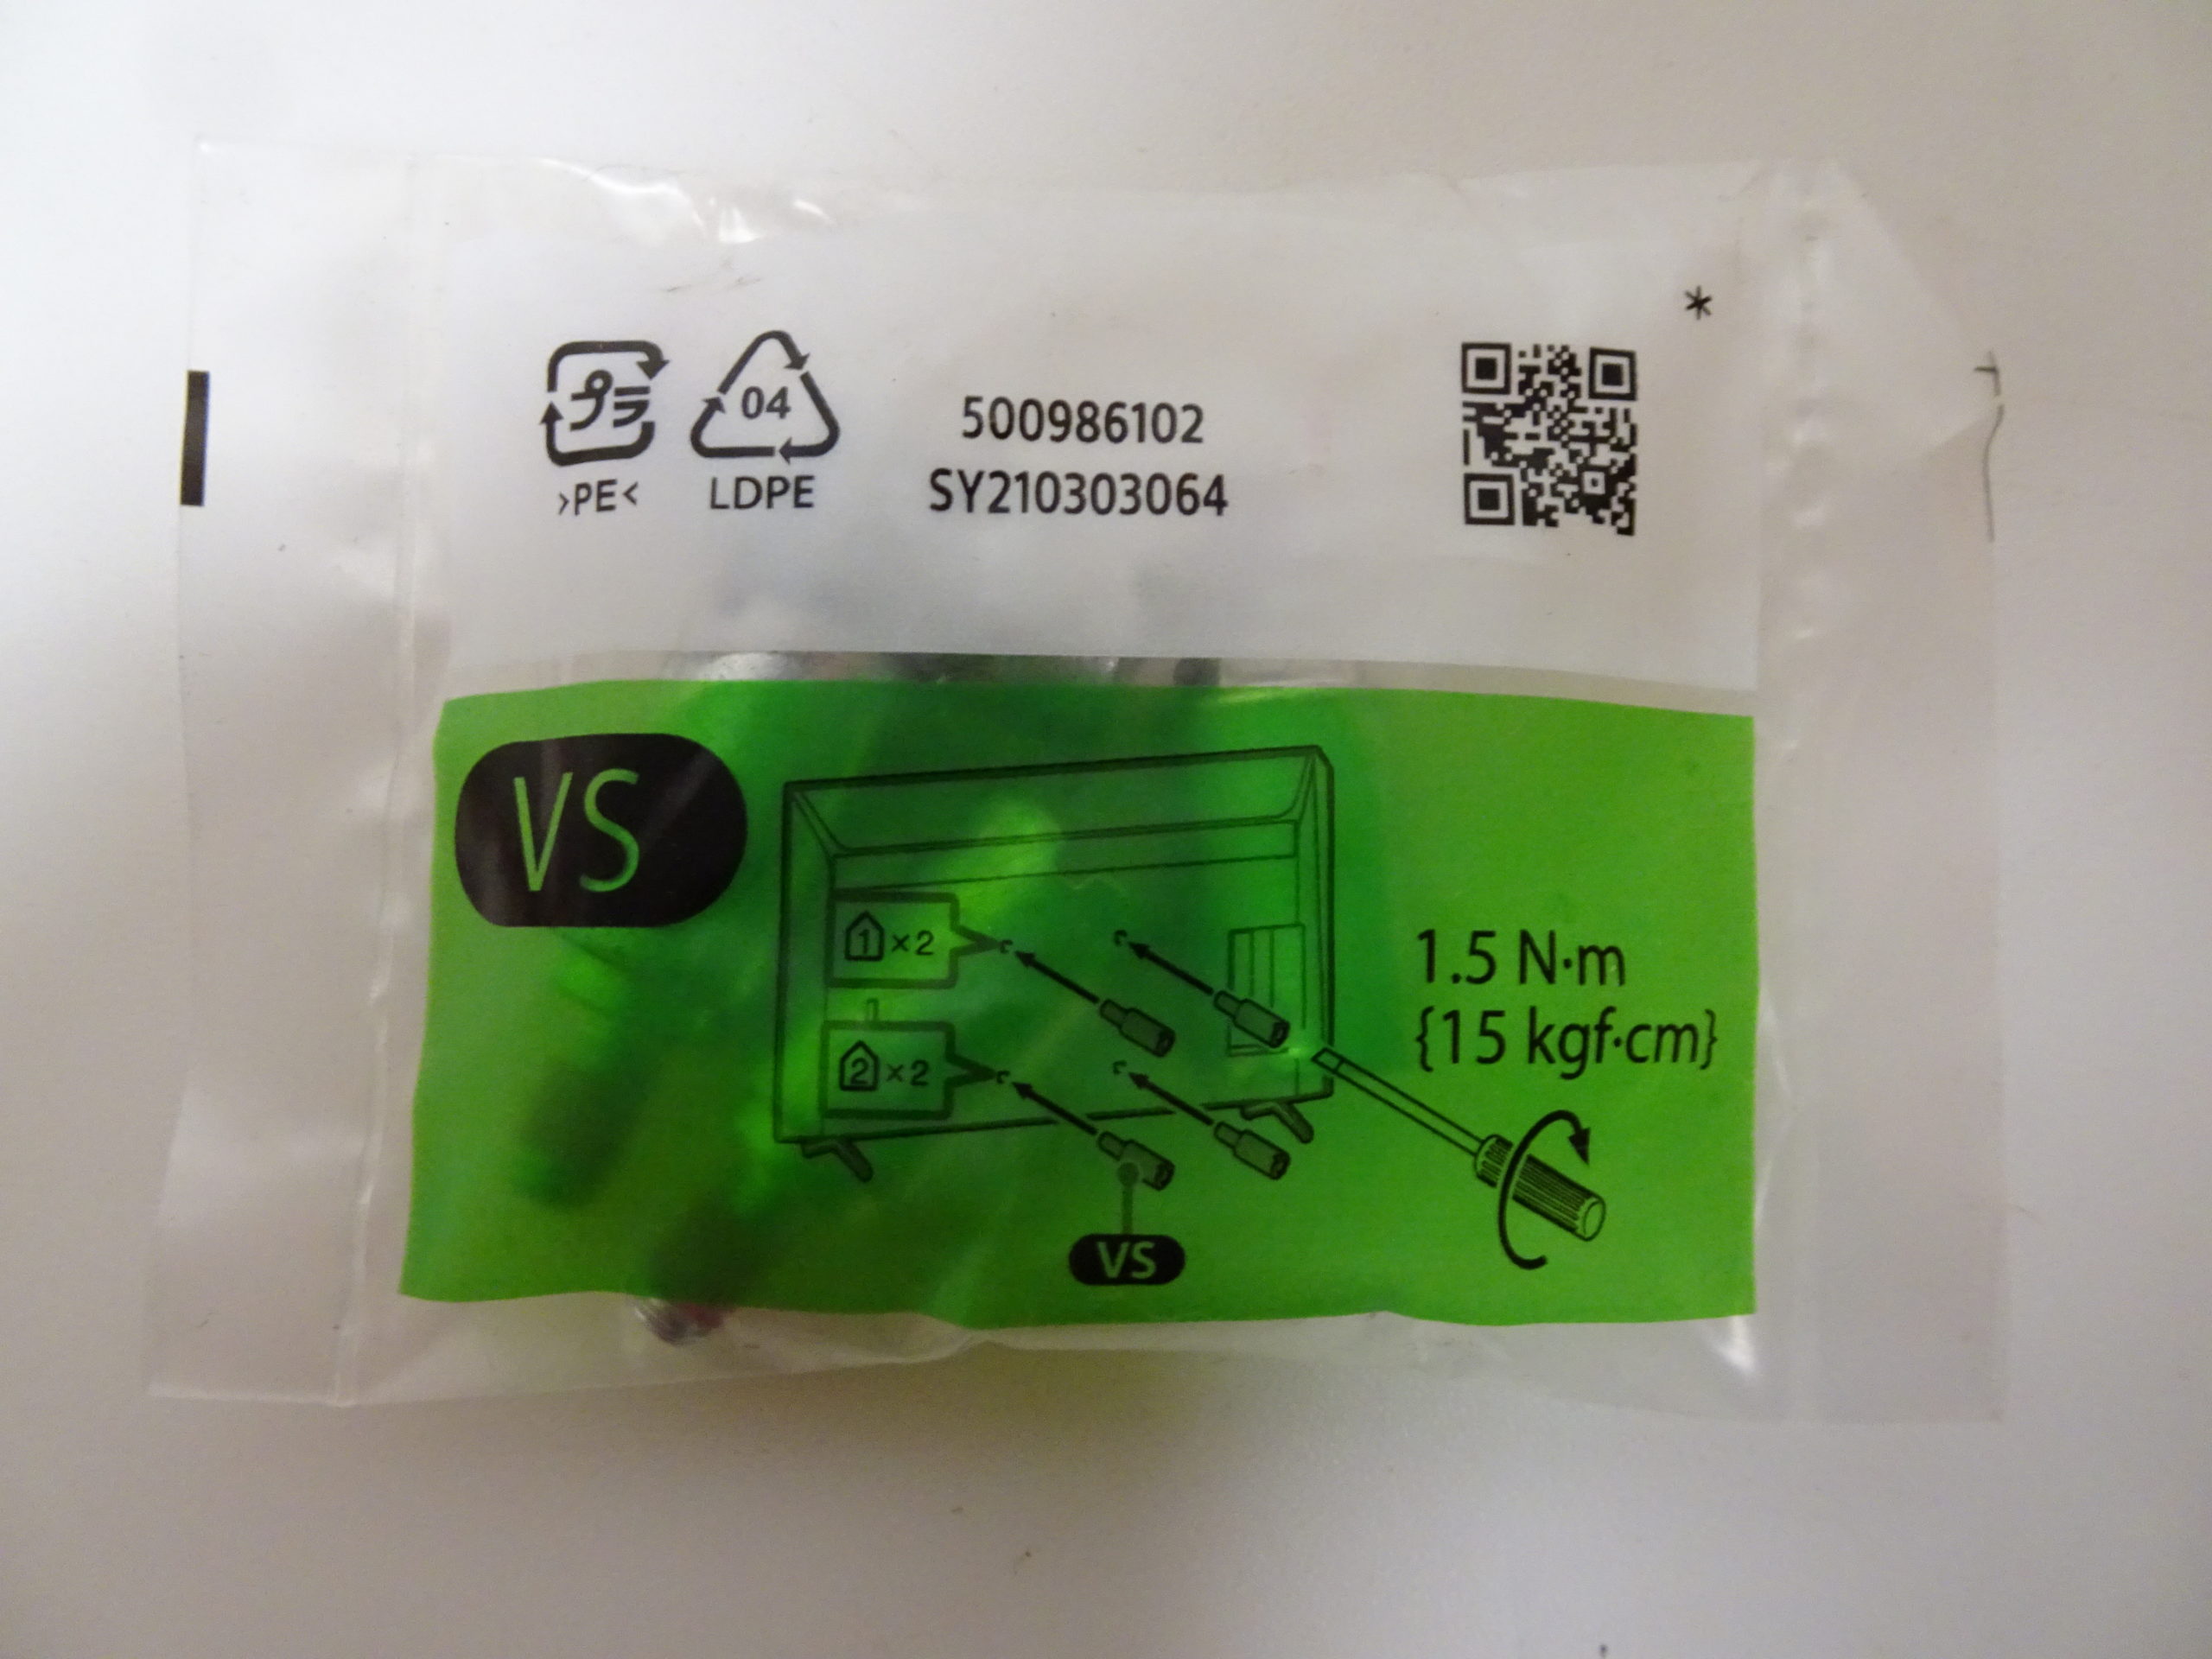 プラ
04
>PE<
LDPE
500986102
SY210303064
*
VS
1 ×2
2 ×2
1.5 N·m
{15 kgf·cm}
VS